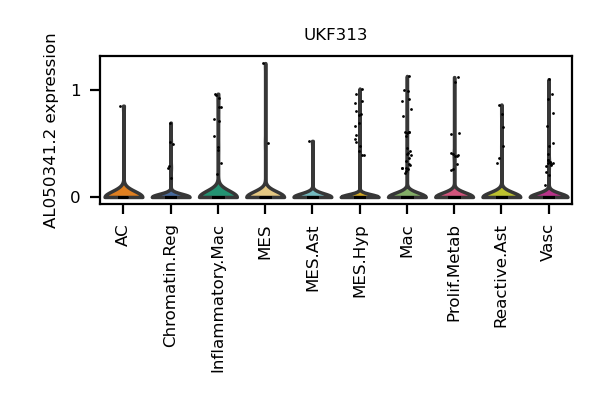 UKF313
AL050341.2 expression
1
0
AC
Chromatin.Reg
Inflammatory.Mac
MES
MES.Ast
MES.Hyp
Mac
Prolif.Metab
Reactive.Ast
Vasc